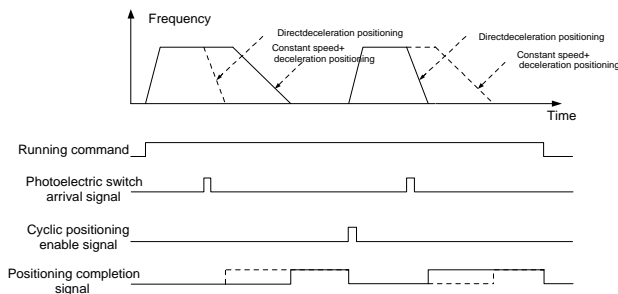 Frequency
Directdeceleration positioning
Constant speed+
deceleration positioning
Directdeceleration positioning
Constant speed+
deceleration positioning
Time
Running command
Photoelectric switch
arrival signal
Cyclic positioning
enable signal
Positioning completion
signal